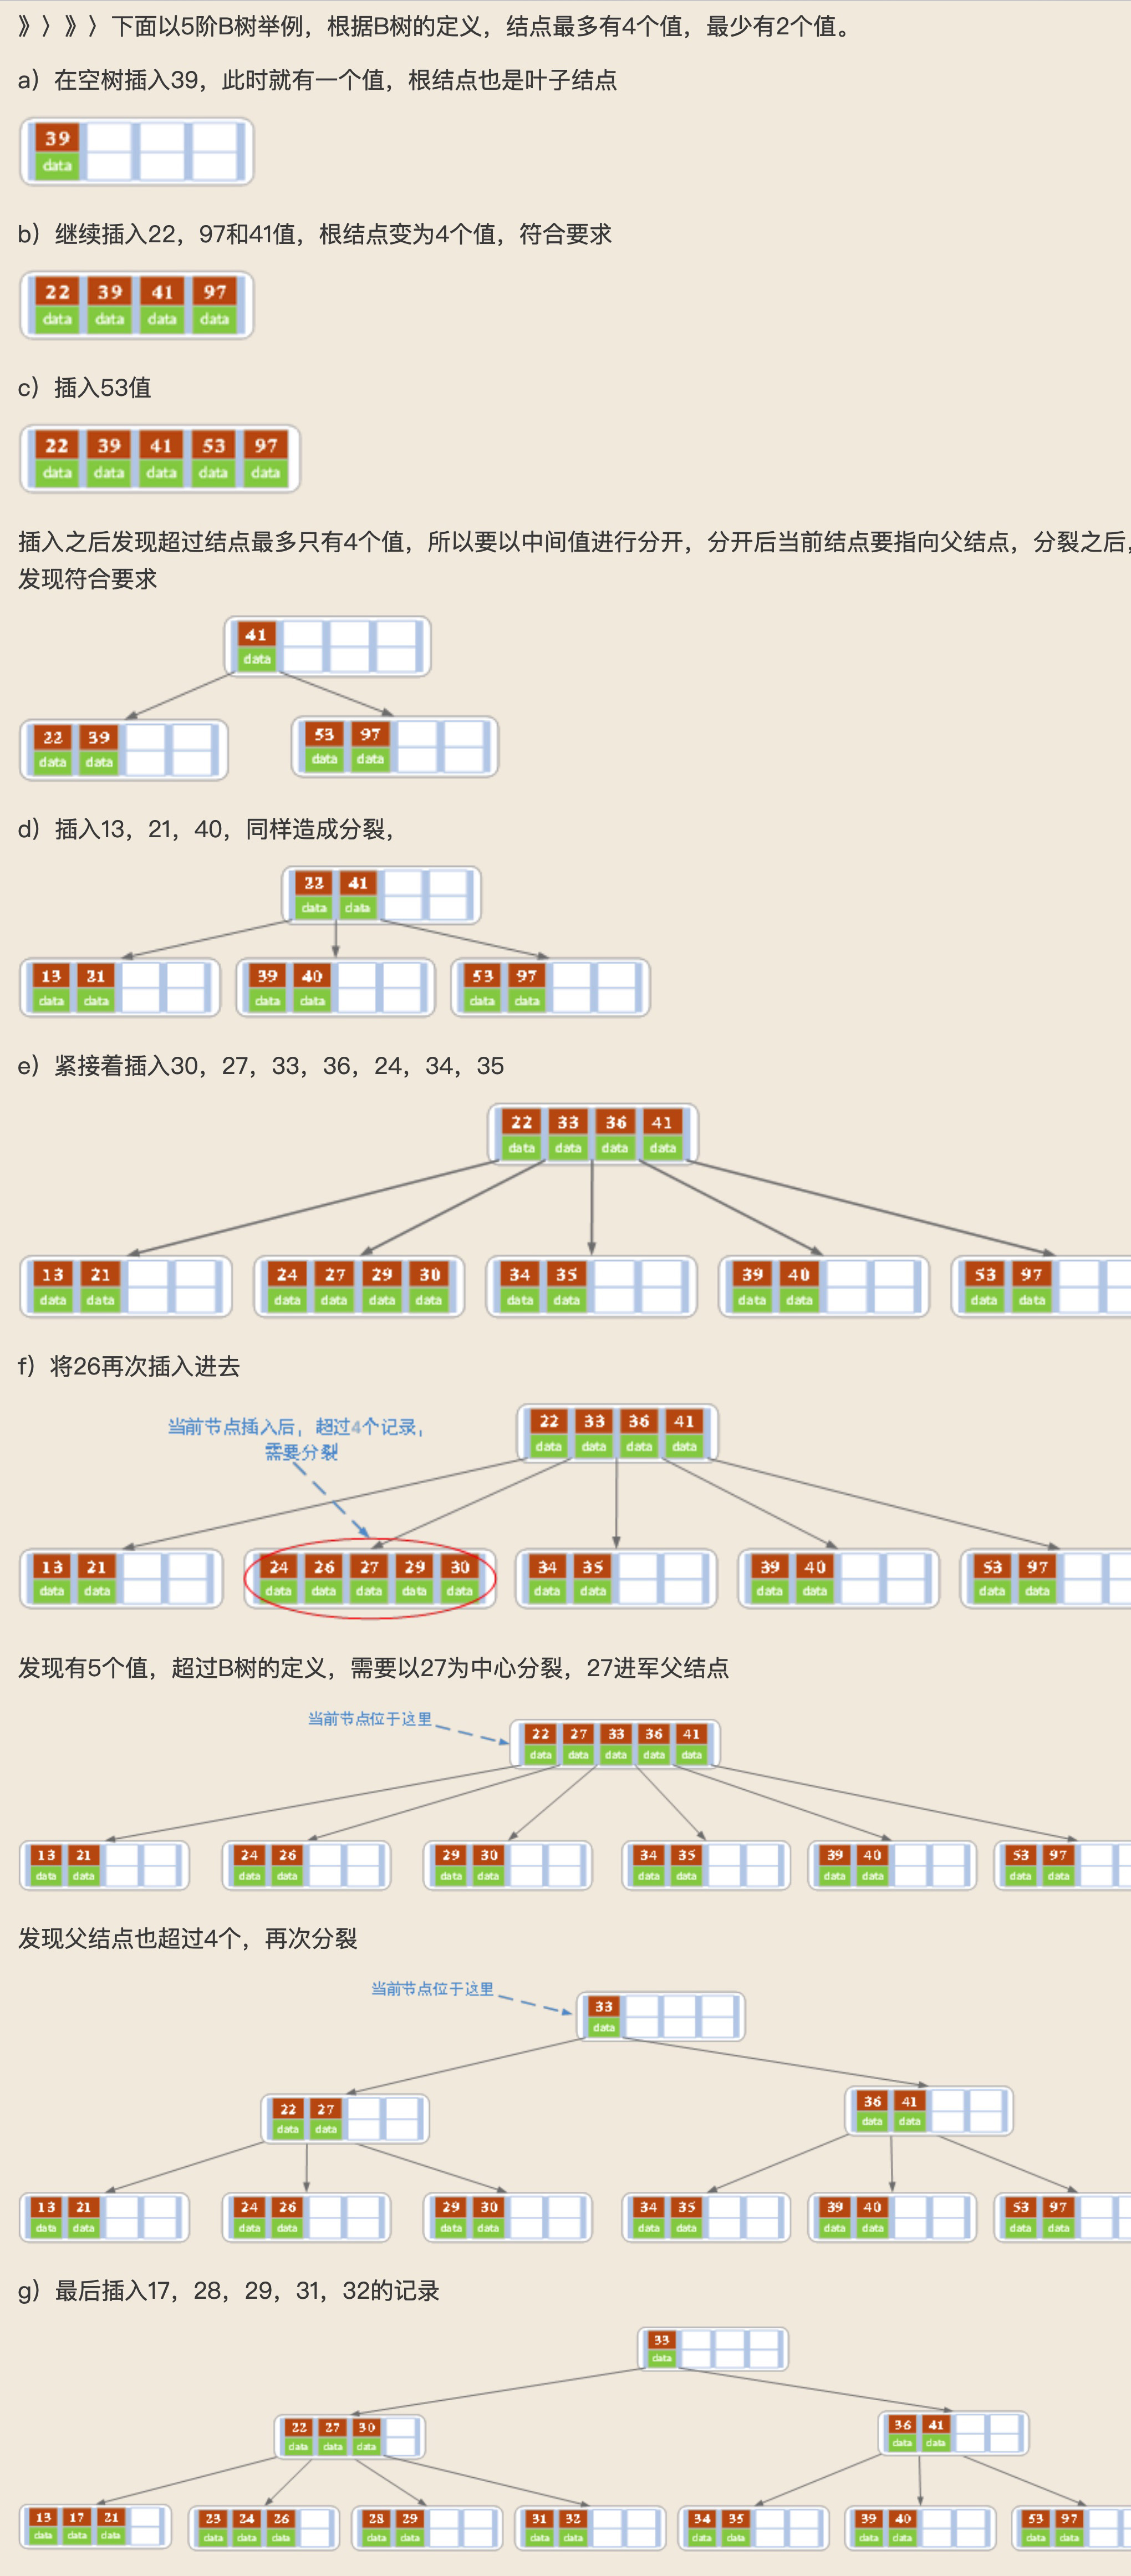 》〉》〉下面以5阶B树举例，根据B树的定义，结点最多有4个值，最少有2个值。
a）在空树插入39，此时就有一个值，根结点也是叶子结点
39
data
b）继续插入22，97和41值，根结点变为4个值，符合要求
22 39 41 97
data data data data
c）插入53值
22 39 41 53 97
data data data data data
插入之后发现超过结点最多只有4个值，所以要以中间值进行分开，分开后当前结点要指向父结点，分裂之后，
发现符合要求
41
data
22 39 53 97
data data data data
d）插入13，21，40，同样造成分裂，
22 41
data data
13 21 39 40 53 97
data data data data data data
e）紧接着插入30，27，33，36，24，34，35
22 33 36 41
data data data data
13 21 24 27 29 30 34 35 39 40 53 97
data data data data data data data data data data data data
f）将26再次插入进去
当前节点插入后，超过4个记录，
需要分裂
22 33 36 41
data data data data
13 21 24 26 27 29 30 34 35 39 40 53 97
data data data data data data data data data data data data data
发现有5个值，超过B树的定义，需要以27为中心分裂，27进军父结点
当前节点位于这里
22 27 33 36 41
data data data data data
13 21 24 26 29 30 34 35 39 40 53 97
data data data data data data data data data data data data
发现父结点也超过4个，再次分裂
当前节点位于这里
33
data
22 27 36 41
data data data data
13 21 24 26 29 30 34 35 39 40 53 97
data data data data data data data data data data data data
g）最后插入17，28，29，31，32的记录
33
data
22 27 30 36 41
data data data data data
13 17 21 23 24 26 28 29 31 32 34 35 39 40 53 97
data data data data data data data data data data data data data data data data